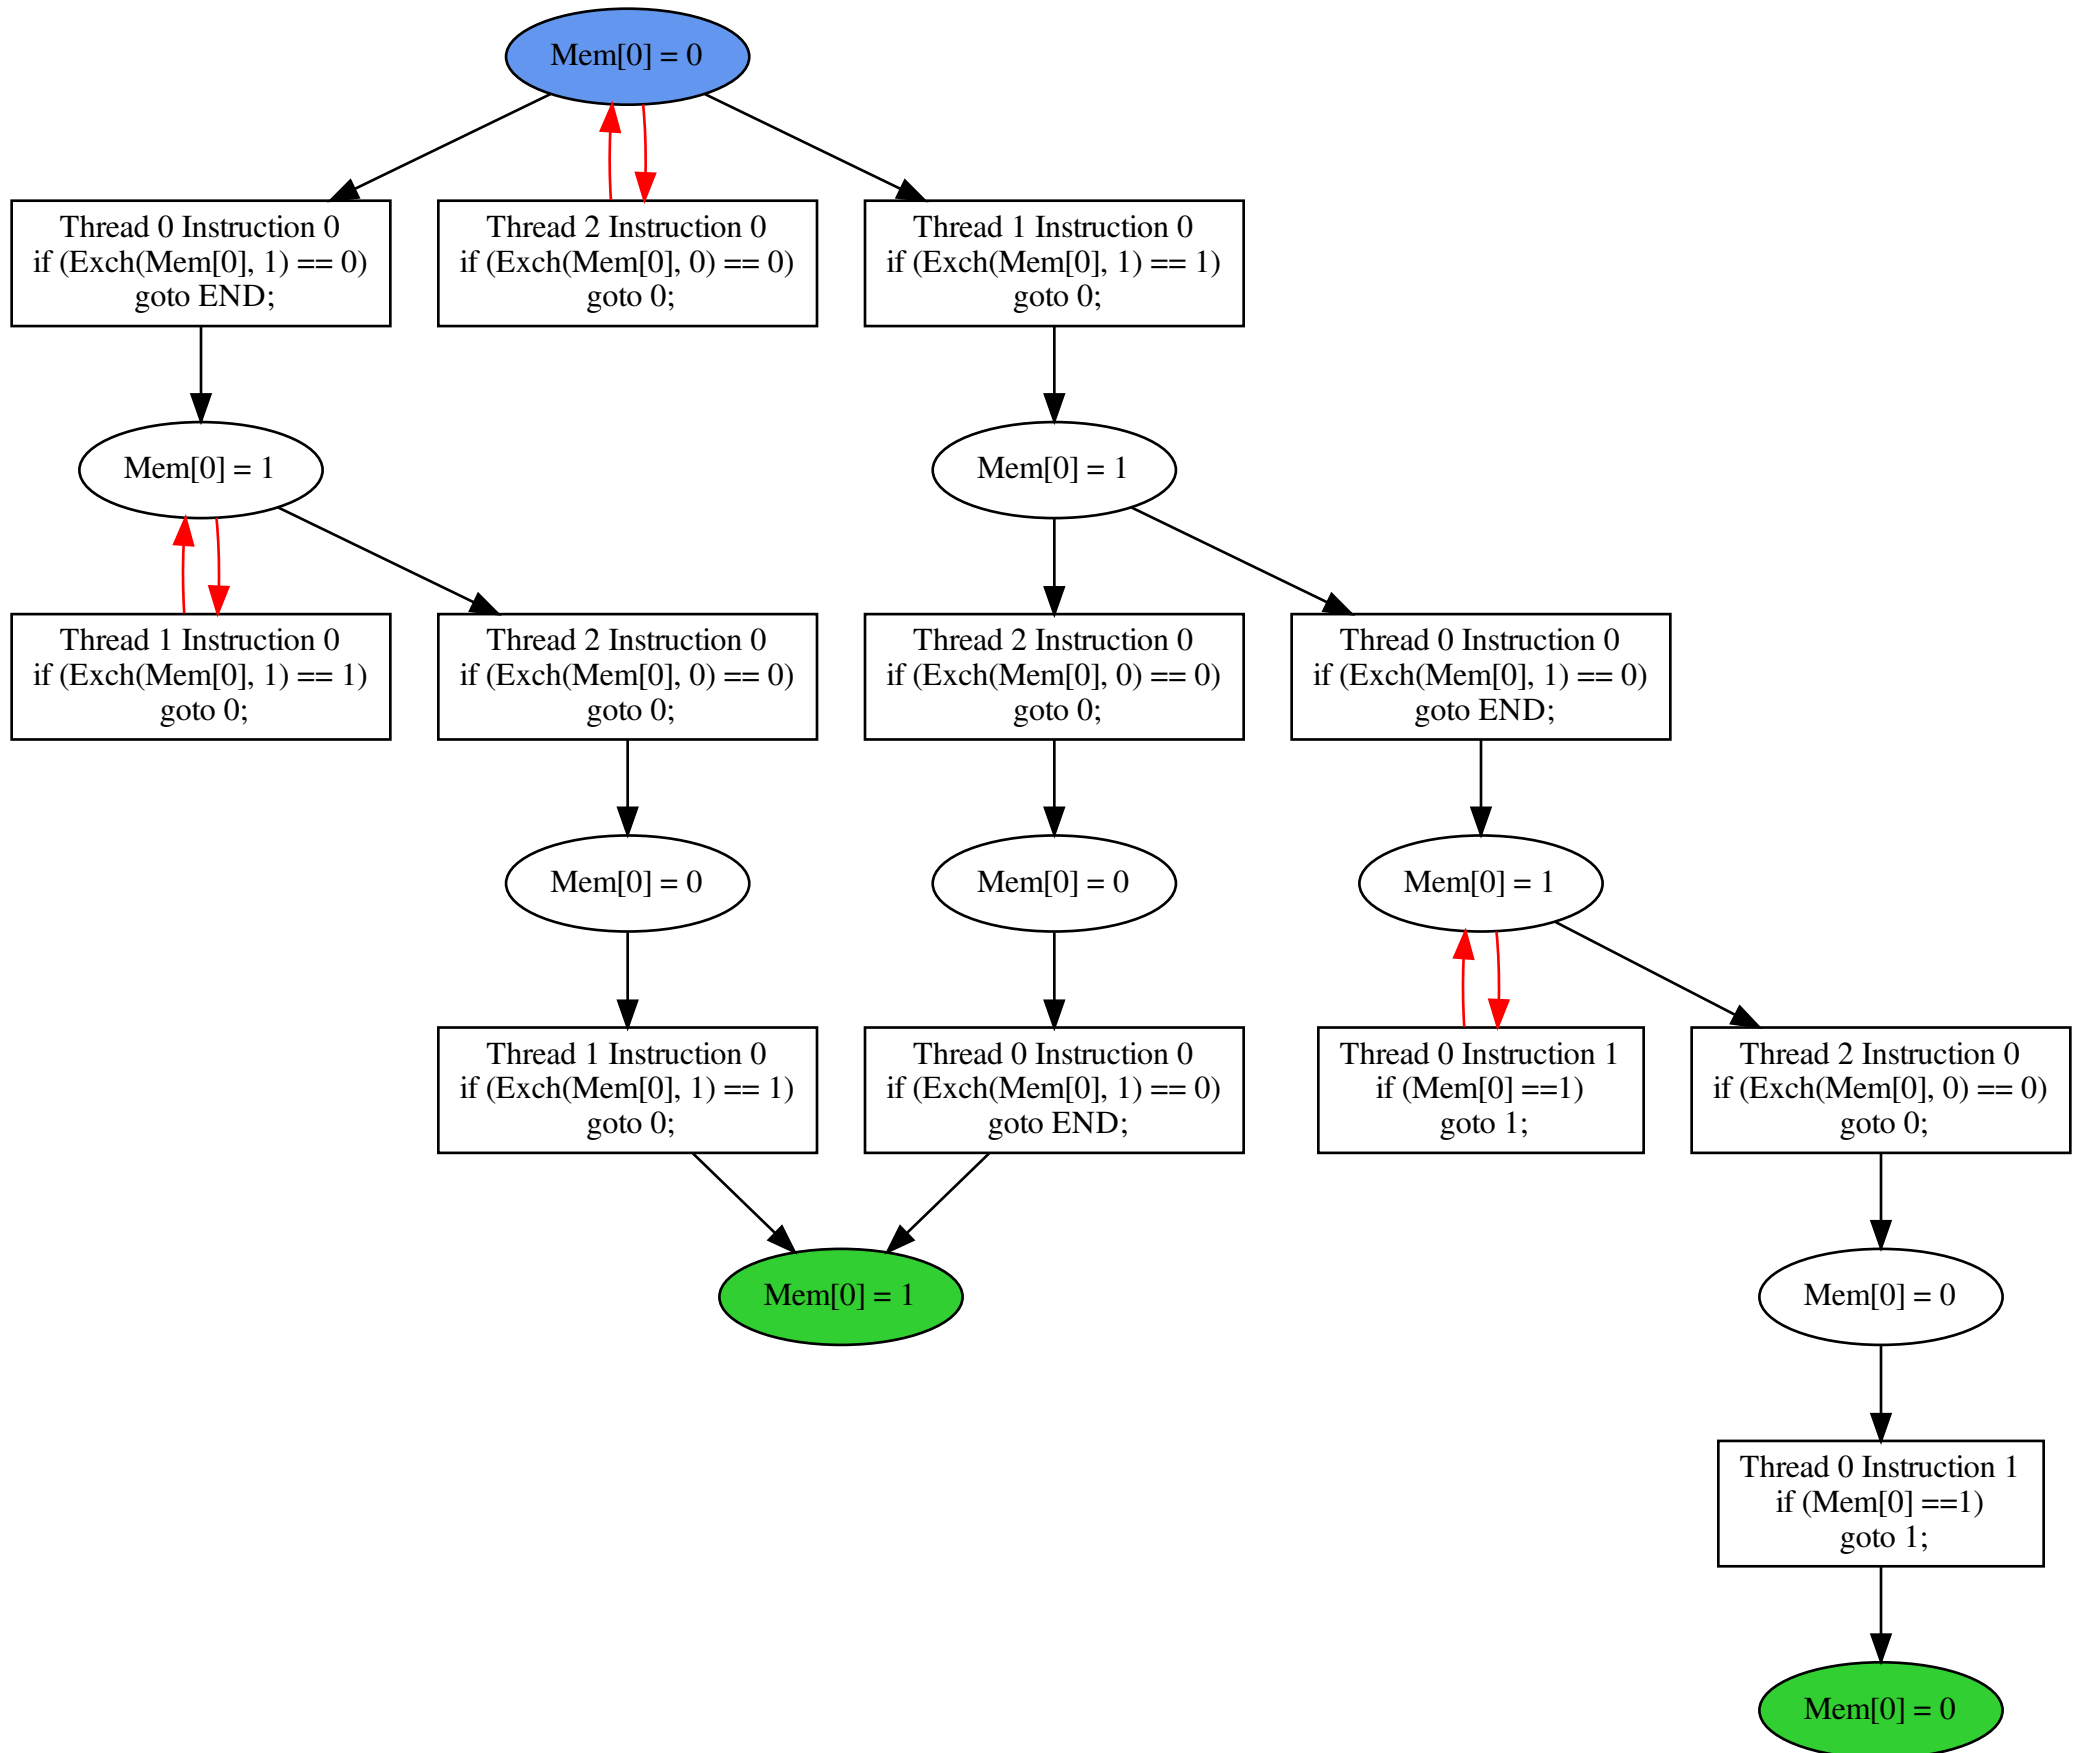 Mem[0] = 0
Thread 0 Instruction 0
if (Exch(Mem[0], 1) == 0)
goto END;
Thread 2 Instruction 0
if (Exch(Mem[0], 0) == 0)
goto 0;
Thread 1 Instruction 0
if (Exch(Mem[0], 1) == 1)
goto 0;
Mem[0] = 1
Mem[0] = 1
Thread 1 Instruction 0
if (Exch(Mem[0], 1) == 1)
goto 0;
Thread 2 Instruction 0
if (Exch(Mem[0], 0) == 0)
goto 0;
Thread 2 Instruction 0
if (Exch(Mem[0], 0) == 0)
goto 0;
Thread 0 Instruction 0
if (Exch(Mem[0], 1) == 0)
goto END;
Mem[0] = 0
Mem[0] = 0
Mem[0] = 1
Thread 1 Instruction 0
if (Exch(Mem[0], 1) == 1)
goto 0;
Thread 0 Instruction 0
if (Exch(Mem[0], 1) == 0)
goto END;
Thread 0 Instruction 1
if (Mem[0] ==1)
goto 1;
Thread 2 Instruction 0
if (Exch(Mem[0], 0) == 0)
goto 0;
Mem[0] = 1
Mem[0] = 0
Thread 0 Instruction 1
if (Mem[0] ==1)
goto 1;
Mem[0] = 0